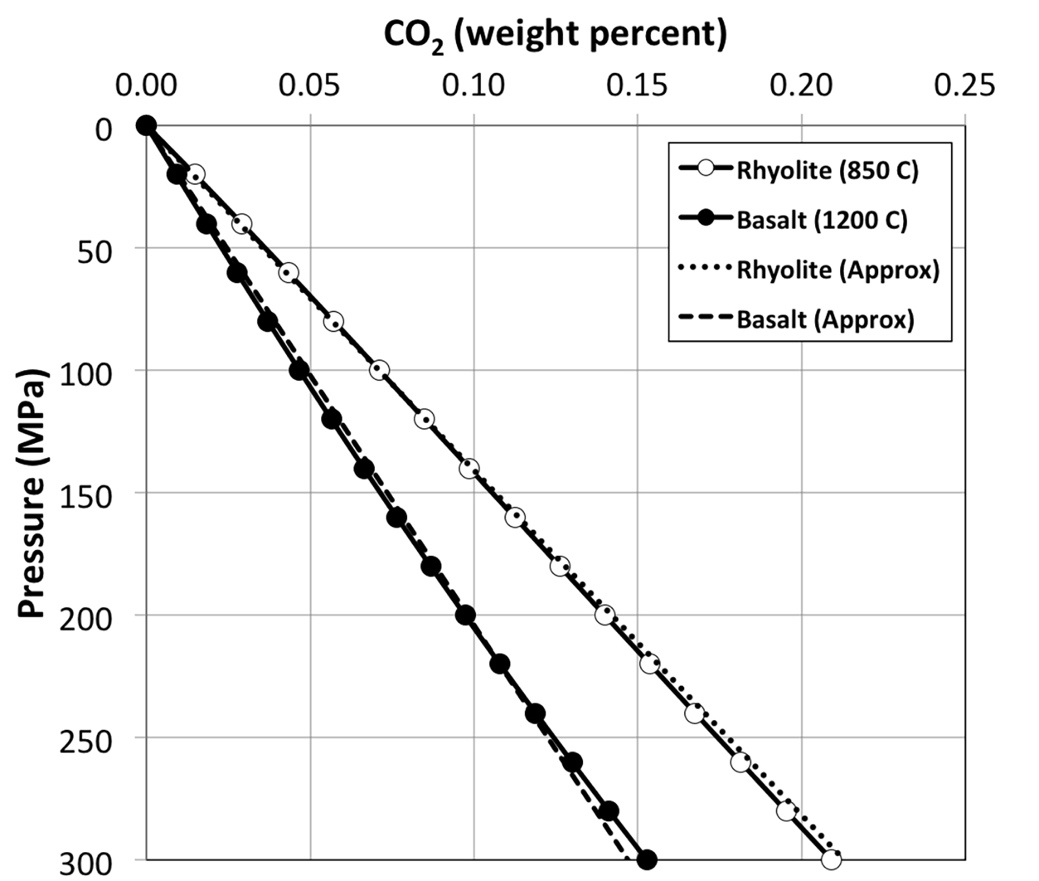 CO₂ (weight percent)
0.00 0.05 0.10 0.15 0.20 0.25
0
50
100
150
200
250
300
Pressure (MPa)
Rhyolite (850 C)
Basalt (1200 C)
Rhyolite (Approx)
Basalt (Approx)